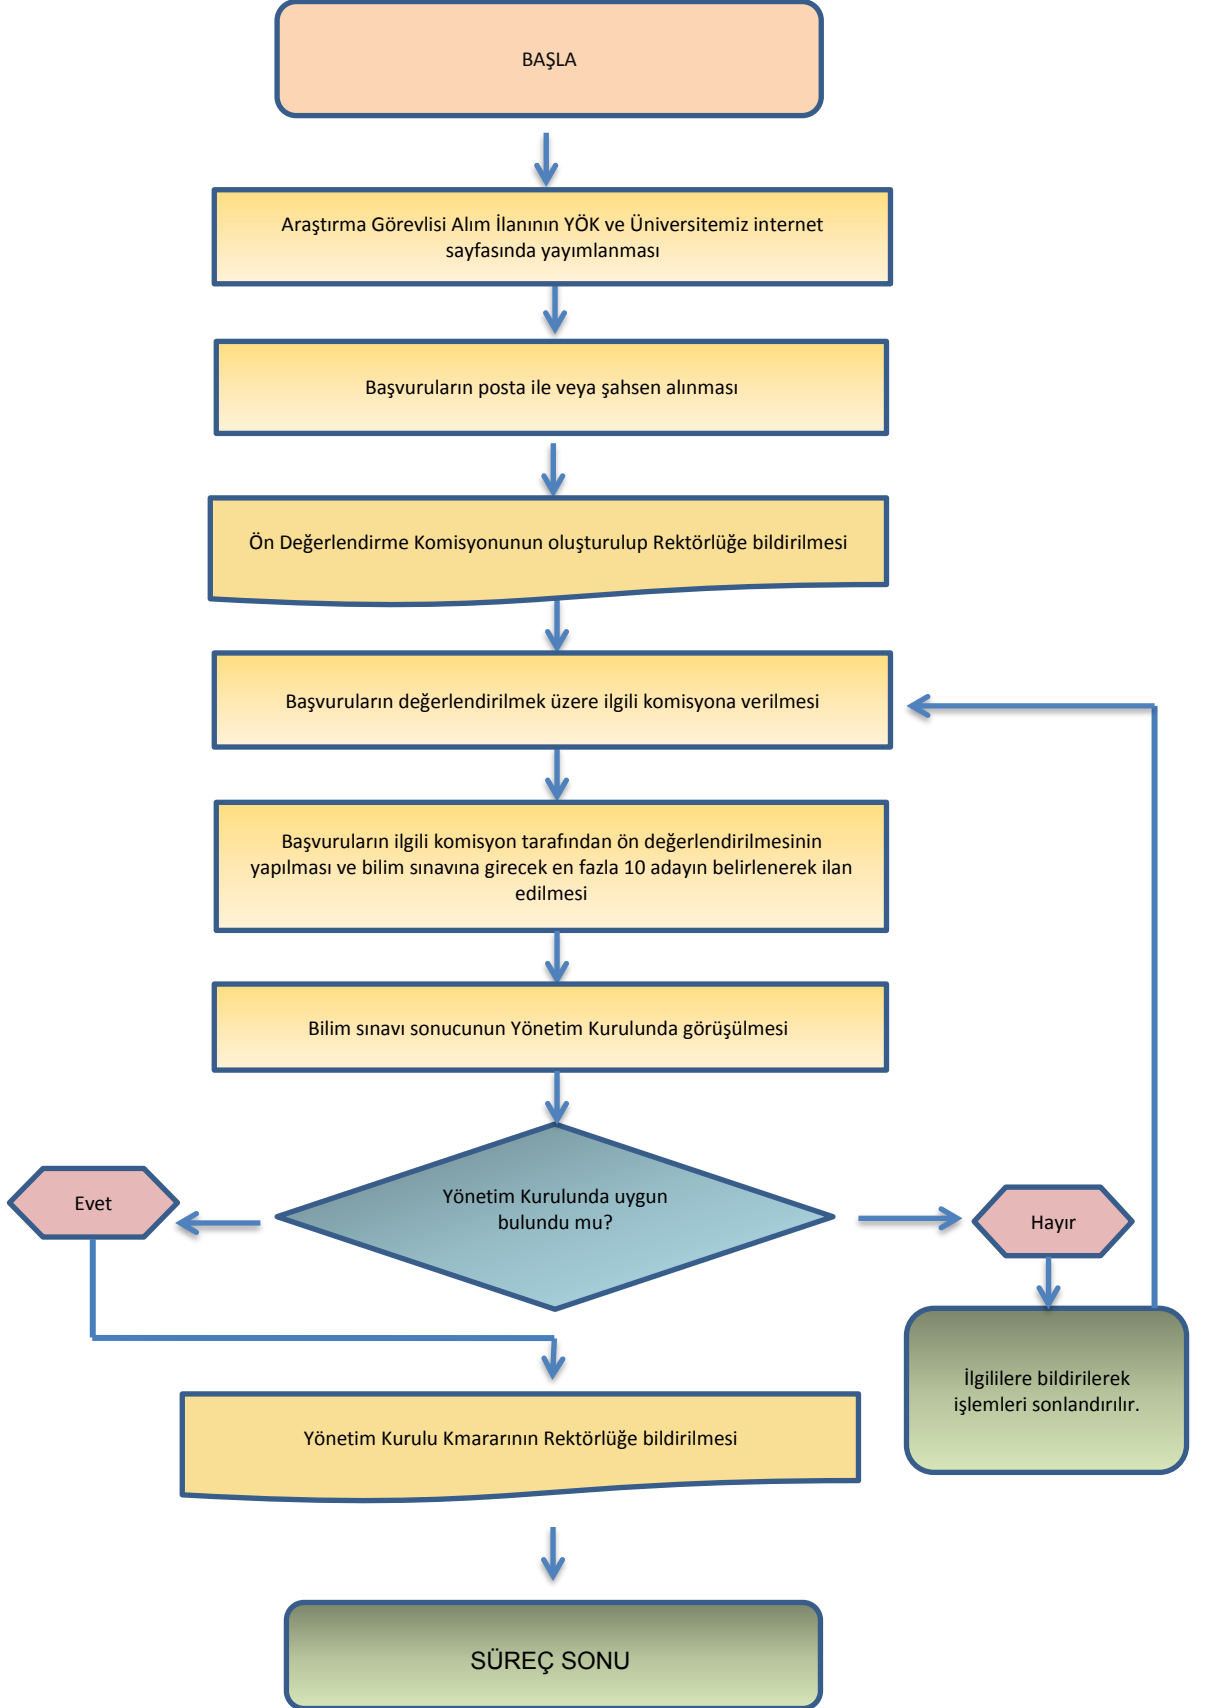 BAŞLA
Araştırma Görevlisi Alım İlanının YÖK ve Üniversitemiz internet
sayfasında yayımlanması
Başvuruların posta ile veya şahsen alınması
Ön Değerlendirme Komisyonunun oluşturulup Rektörlüğe bildirilmesi
Başvuruların değerlendirilmek üzere ilgili komisyona verilmesi
Başvuruların ilgili komisyon tarafından ön değerlendirilmesinin
yapılması ve bilim sınavına girecek en fazla 10 adayın belirlenerek ilan
edilmesi
Bilim sınavı sonucunun Yönetim Kurulunda görüşülmesi
Yönetim Kurulunda uygun
bulundu mu?
Evet
Hayır
İlgililere bildirilerek
işlemleri sonlandırılır.
Yönetim Kurulu Kmararının Rektörlüğe bildirilmesi
SÜREÇ SONU